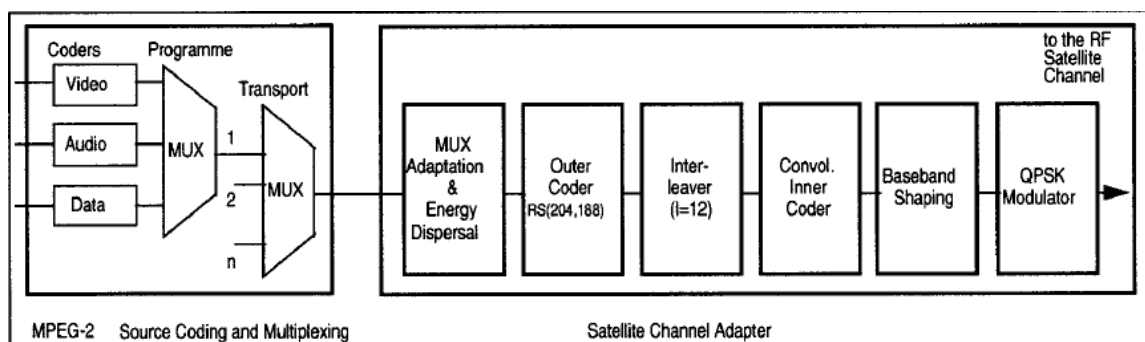 Coders
Programme
Video
Audio
Data
MUX
1
2
n
Transport
MUX
to the RF
Satellite
Channel
MUX
Adaptation
&
Energy
Dispersal
Outer
Coder
RS(204,188)
Inter-
leaver
(I=12)
Convol.
Inner
Coder
Baseband
Shaping
QPSK
Modulator
MPEG-2 Source Coding and Multiplexing
Satellite Channel Adapter